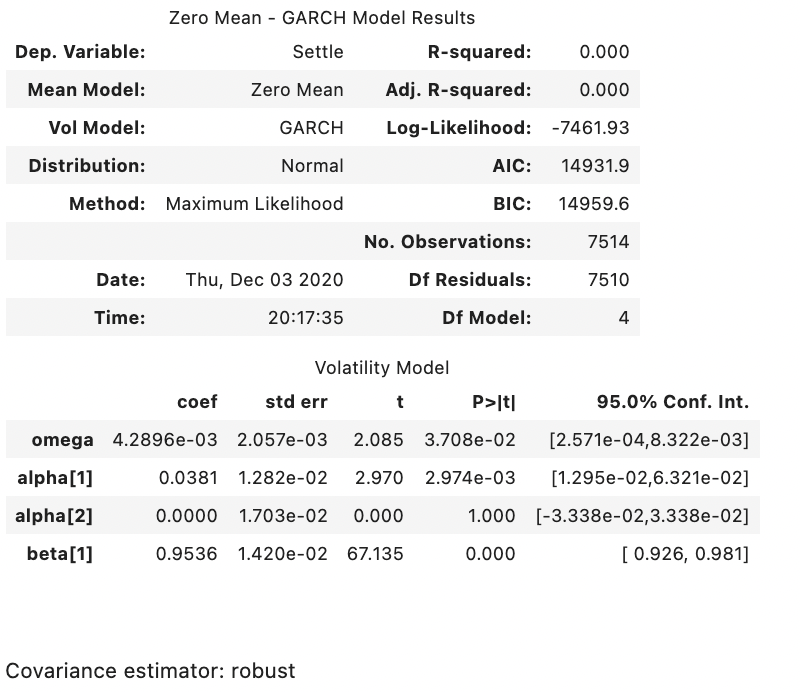 Zero Mean - GARCH Model Results
Dep. Variable: Settle R-squared: 0.000
Mean Model: Zero Mean Adj. R-squared: 0.000
Vol Model: GARCH Log-Likelihood: -7461.93
Distribution: Normal AIC: 14931.9
Method: Maximum Likelihood BIC: 14959.6
No. Observations: 7514
Date: Thu, Dec 03 2020 Df Residuals: 7510
Time: 20:17:35 Df Model: 4
Volatility Model
coef std err t P>|t| 95.0% Conf. Int.
omega 4.2896e-03 2.057e-03 2.085 3.708e-02 [2.571e-04,8.322e-03]
alpha[1] 0.0381 1.282e-02 2.970 2.974e-03 [1.295e-02,6.321e-02]
alpha[2] 0.0000 1.703e-02 0.000 1.000 [-3.338e-02,3.338e-02]
beta[1] 0.9536 1.420e-02 67.135 0.000 [ 0.926, 0.981]
Covariance estimator: robust